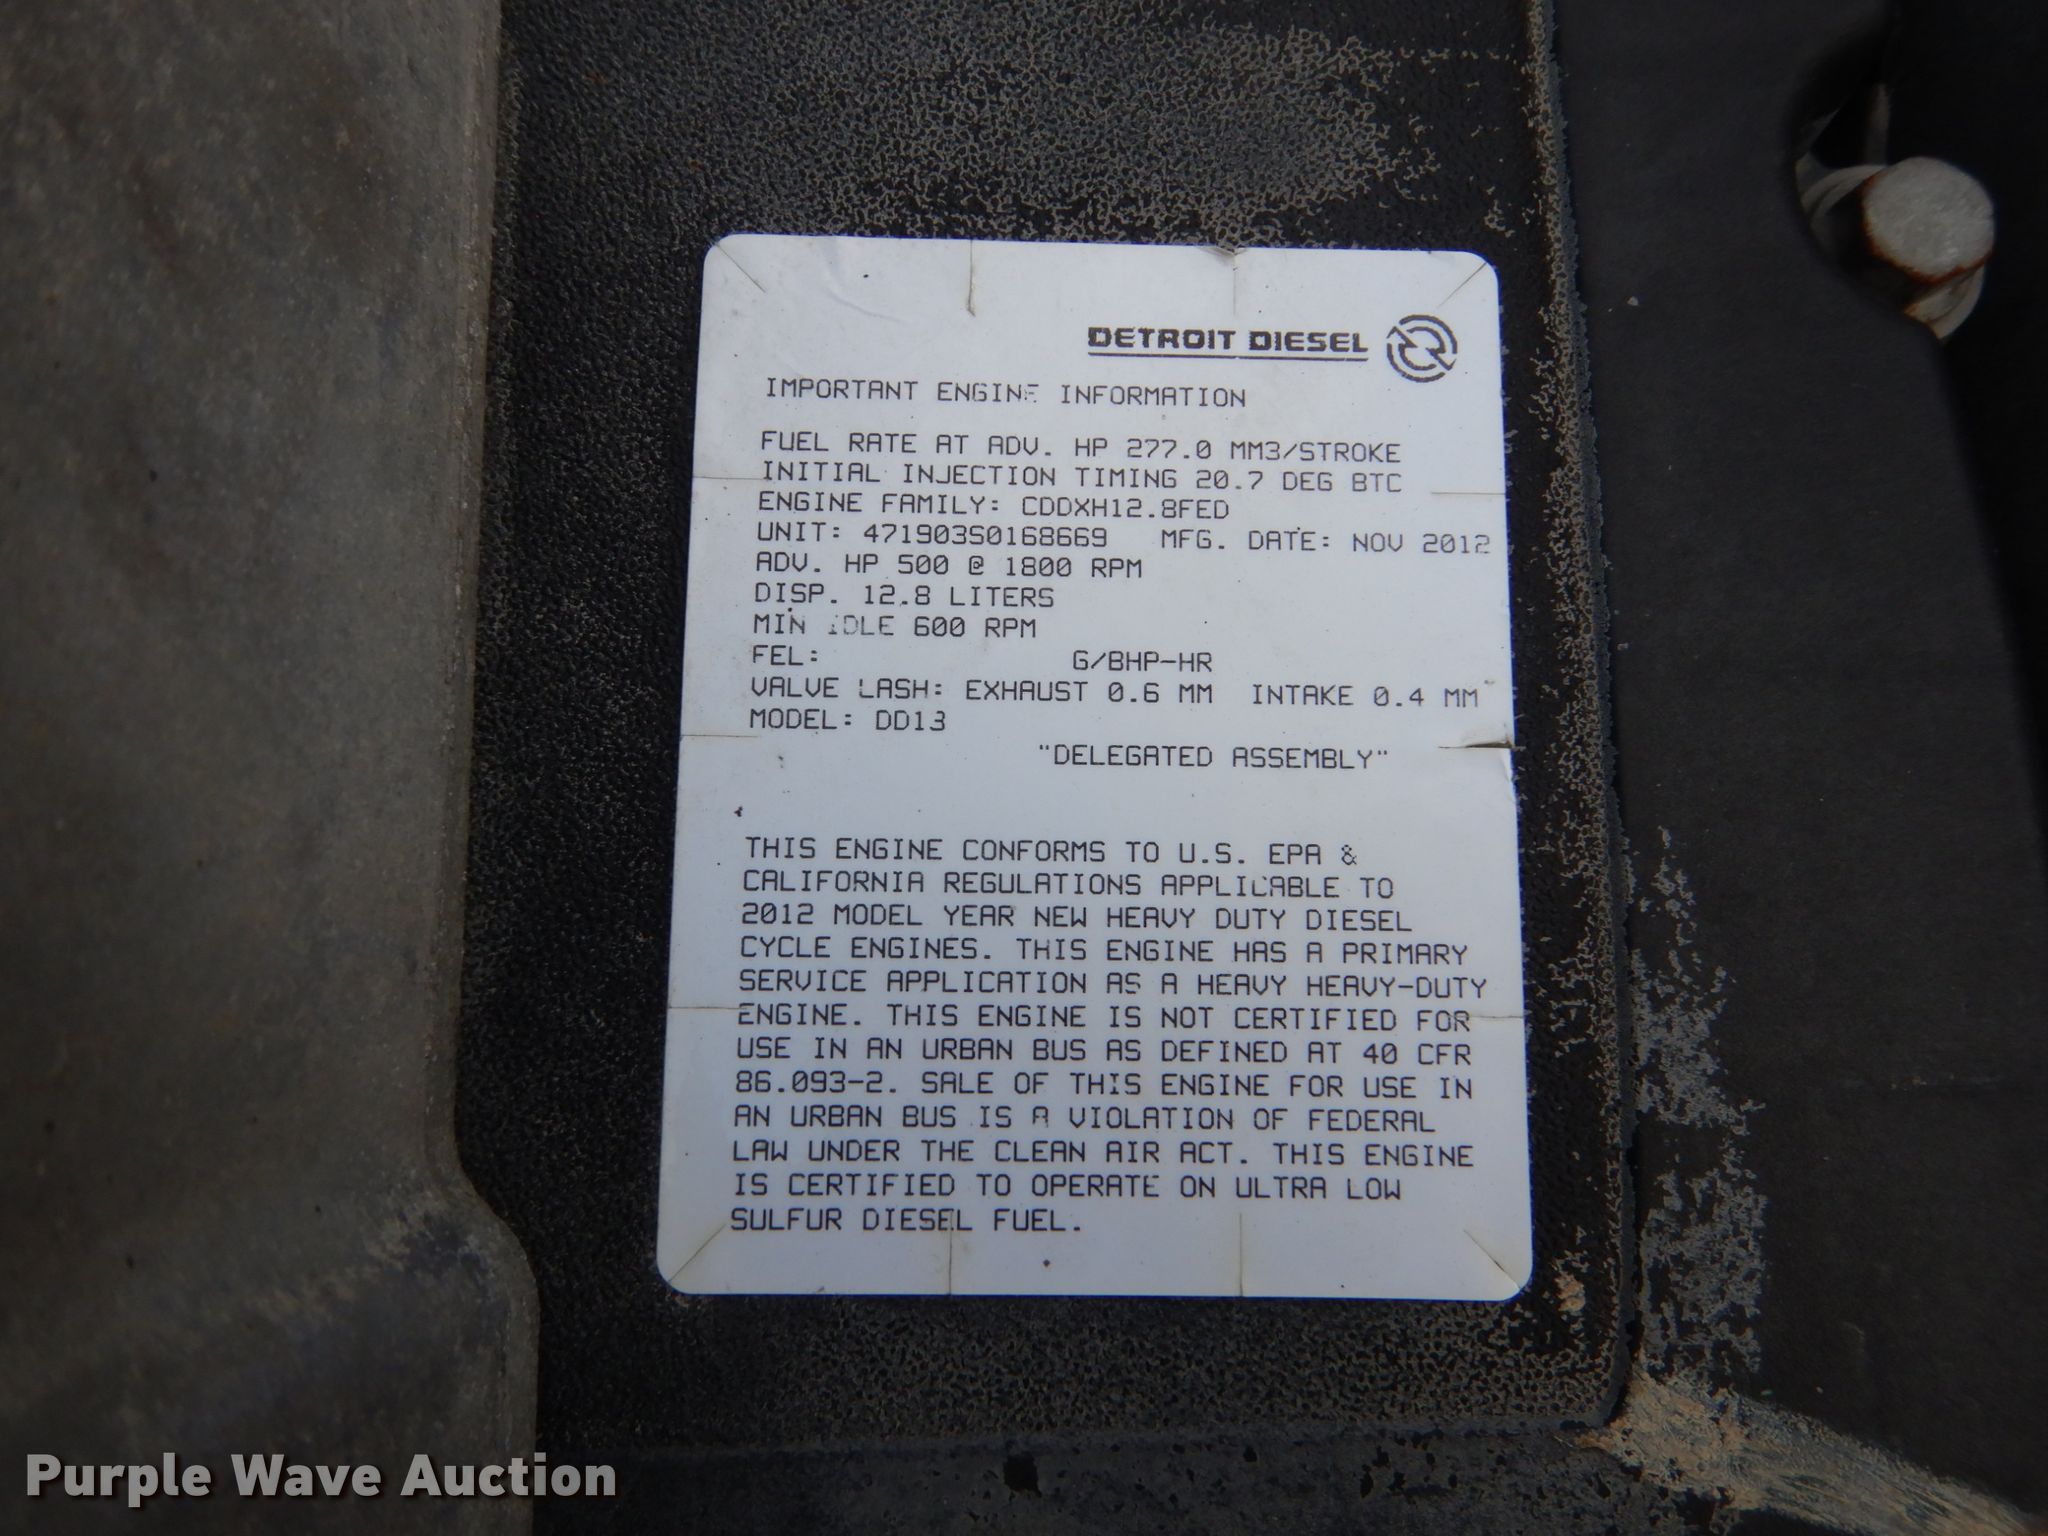 DETROIT DIESEL
IMPORTANT ENGINE INFORMATION
FUEL RATE AT ADV. HP 277.0 MM3/STROKE
INITIAL INJECTION TIMING 20.7 DEG BTC
ENGINE FAMILY: CDDXH12.8FED
UNIT: 471903S0168669 MFG. DATE: NOV 2012
ADV. HP 500 @ 1800 RPM
DISP. 12.8 LITERS
MIN IDLE 600 RPM
FEL: G/BHP-HR
VALVE LASH: EXHAUST 0.6 MM INTAKE 0.4 MM
MODEL: DD13
"DELEGATED ASSEMBLY"
THIS ENGINE CONFORMS TO U.S. EPA &
CALIFORNIA REGULATIONS APPLICABLE TO
2012 MODEL YEAR NEW HEAVY DUTY DIESEL
CYCLE ENGINES. THIS ENGINE HAS A PRIMARY
SERVICE APPLICATION AS A HEAVY HEAVY-DUTY
ENGINE. THIS ENGINE IS NOT CERTIFIED FOR
USE IN AN URBAN BUS AS DEFINED AT 40 CFR
86.093-2. SALE OF THIS ENGINE FOR USE IN
AN URBAN BUS IS A VIOLATION OF FEDERAL
LAW UNDER THE CLEAN AIR ACT. THIS ENGINE
IS CERTIFIED TO OPERATE ON ULTRA LOW
SULFUR DIESEL FUEL.
Purple Wave Auction